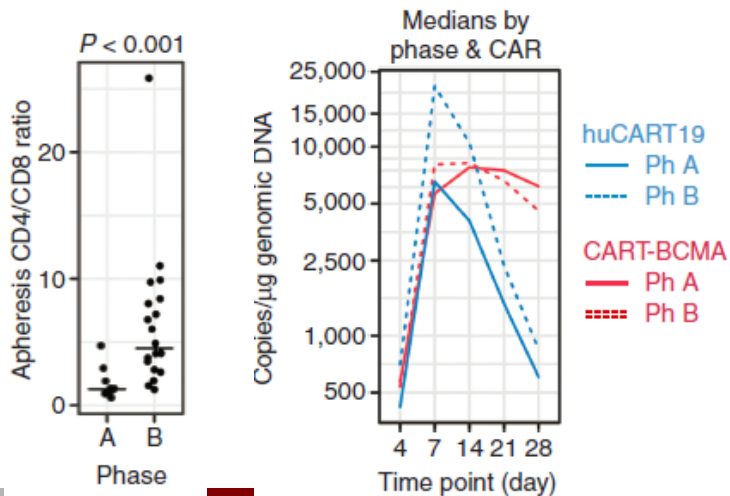 P < 0.001
Apheresis CD4/CD8 ratio
20
10
0
A B
Phase
Medians by
phase & CAR
Copies/µg genomic DNA
25,000
15,000
10,000
5,000
2,500
1,000
500
4 7 14 21 28
Time point (day)
huCART19
Ph A
Ph B
CART-BCMA
Ph A
Ph B